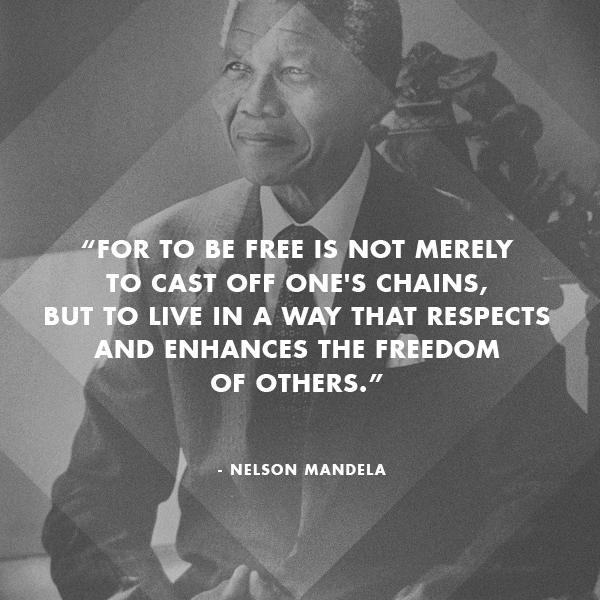 “FOR TO BE FREE IS NOT MERELY
TO CAST OFF ONE'S CHAINS,
BUT TO LIVE IN A WAY THAT RESPECTS
AND ENHANCES THE FREEDOM
OF OTHERS.”
- NELSON MANDELA